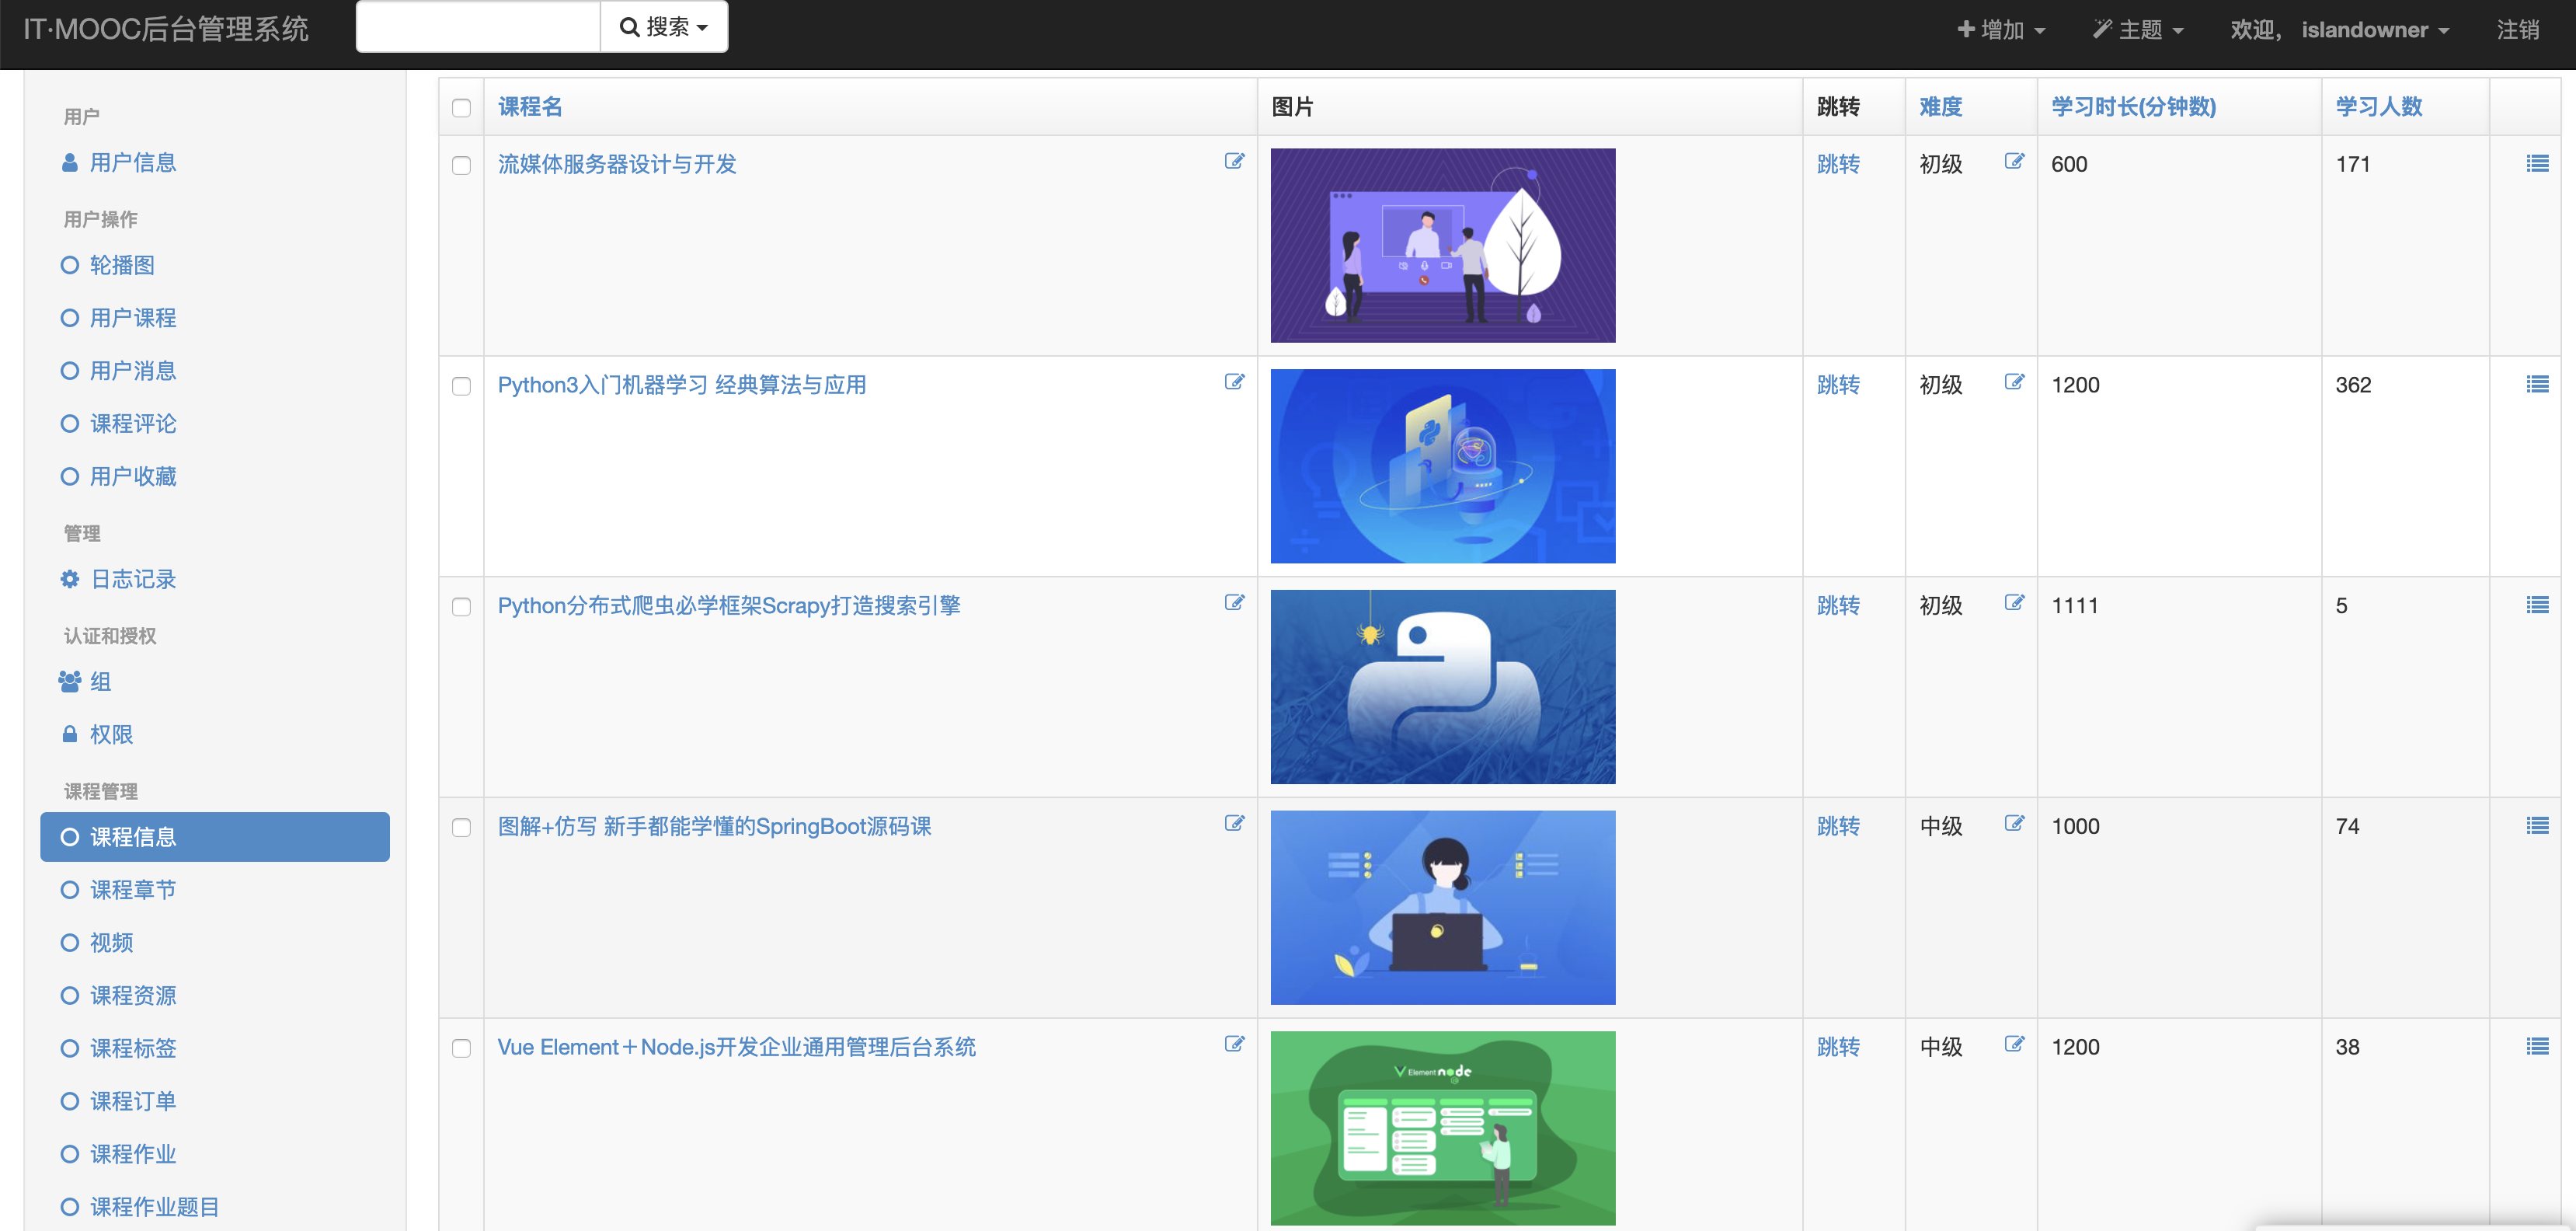 IT·MOOC后台管理系统
搜索
增加
主题
欢迎， islandowner
注销
用户
用户信息
用户操作
轮播图
用户课程
用户消息
课程评论
用户收藏
管理
日志记录
认证和授权
组
权限
课程管理
课程信息
课程章节
视频
课程资源
课程标签
课程订单
课程作业
课程作业题目
课程名 图片 跳转 难度 学习时长(分钟数) 学习人数
流媒体服务器设计与开发 跳转 初级 600 171
Python3入门机器学习 经典算法与应用 跳转 初级 1200 362
Python分布式爬虫必学框架Scrapy打造搜索引擎 跳转 初级 1111 5
图解+仿写 新手都能学懂的SpringBoot源码课 跳转 中级 1000 74
Vue Element＋Node.js开发企业通用管理后台系统 跳转 中级 1200 38
Element node